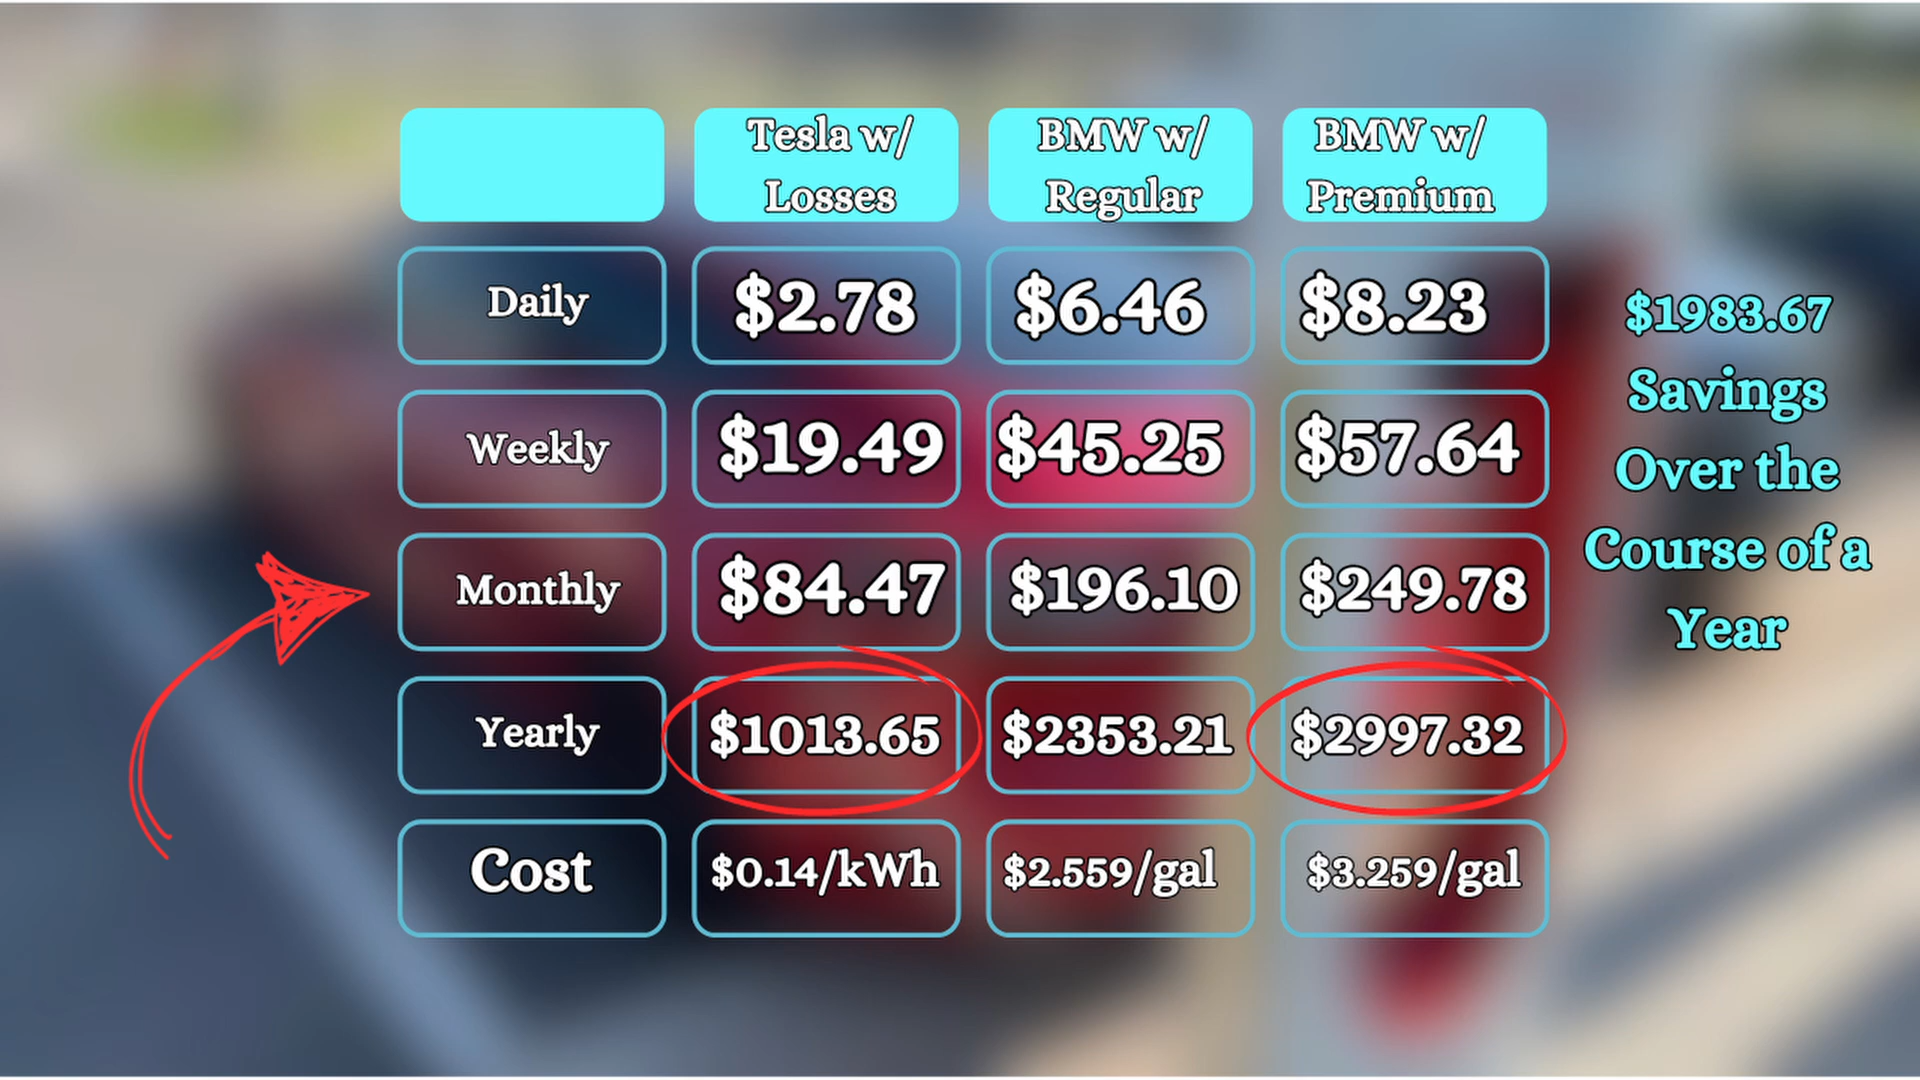 Tesla w/
Losses
BMW w/
Regular
BMW w/
Premium
Daily
$2.78
$6.46
$8.23
Weekly
$19.49
$45.25
$57.64
Monthly
$84.47
$196.10
$249.78
Yearly
$1013.65
$2353.21
$2997.32
Cost
$0.14/kWh
$2.559/gal
$3.259/gal
$1983.67
Savings
Over the
Course of a
Year